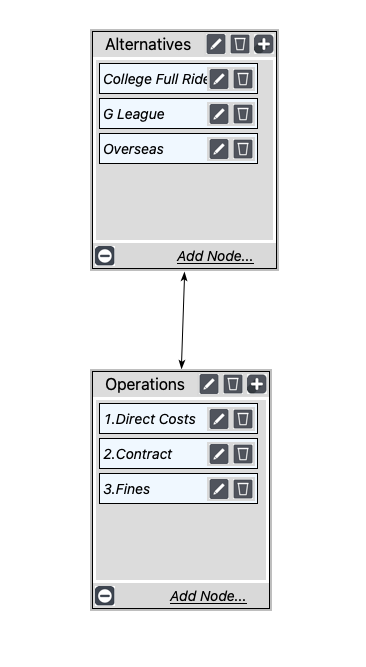 Alternatives
College Full Ride
G League
Overseas
Add Node...
Operations
1.Direct Costs
2.Contract
3.Fines
Add Node...